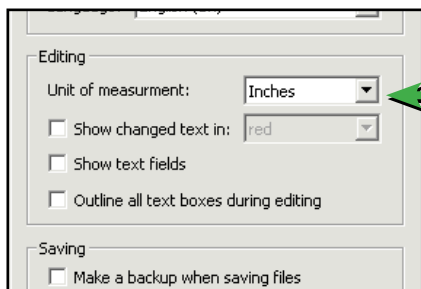 Editing
Unit of measurment: Inches
Show changed text in: red
Show text fields
Outline all text boxes during editing
Saving
Make a backup when saving files